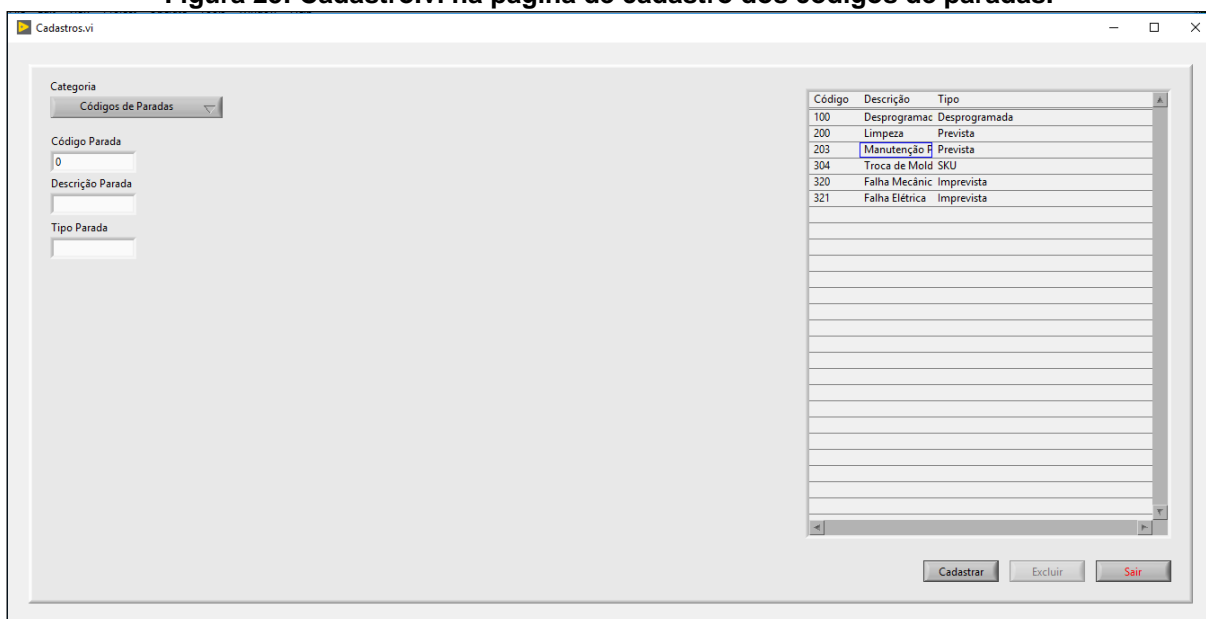 Cadastro.vi na página de cadastro dos códigos de paradas.
Cadastros.vi
Categoria
Códigos de Paradas
Código Parada
0
Descrição Parada
Tipo Parada
Código Descrição Tipo
100 Desprogramac Desprogramada
200 Limpeza Prevista
203 Manutenção P Prevista
304 Troca de Mold SKU
320 Falha Mecânic Imprevista
321 Falha Elétrica Imprevista
Cadastrar Excluir Sair